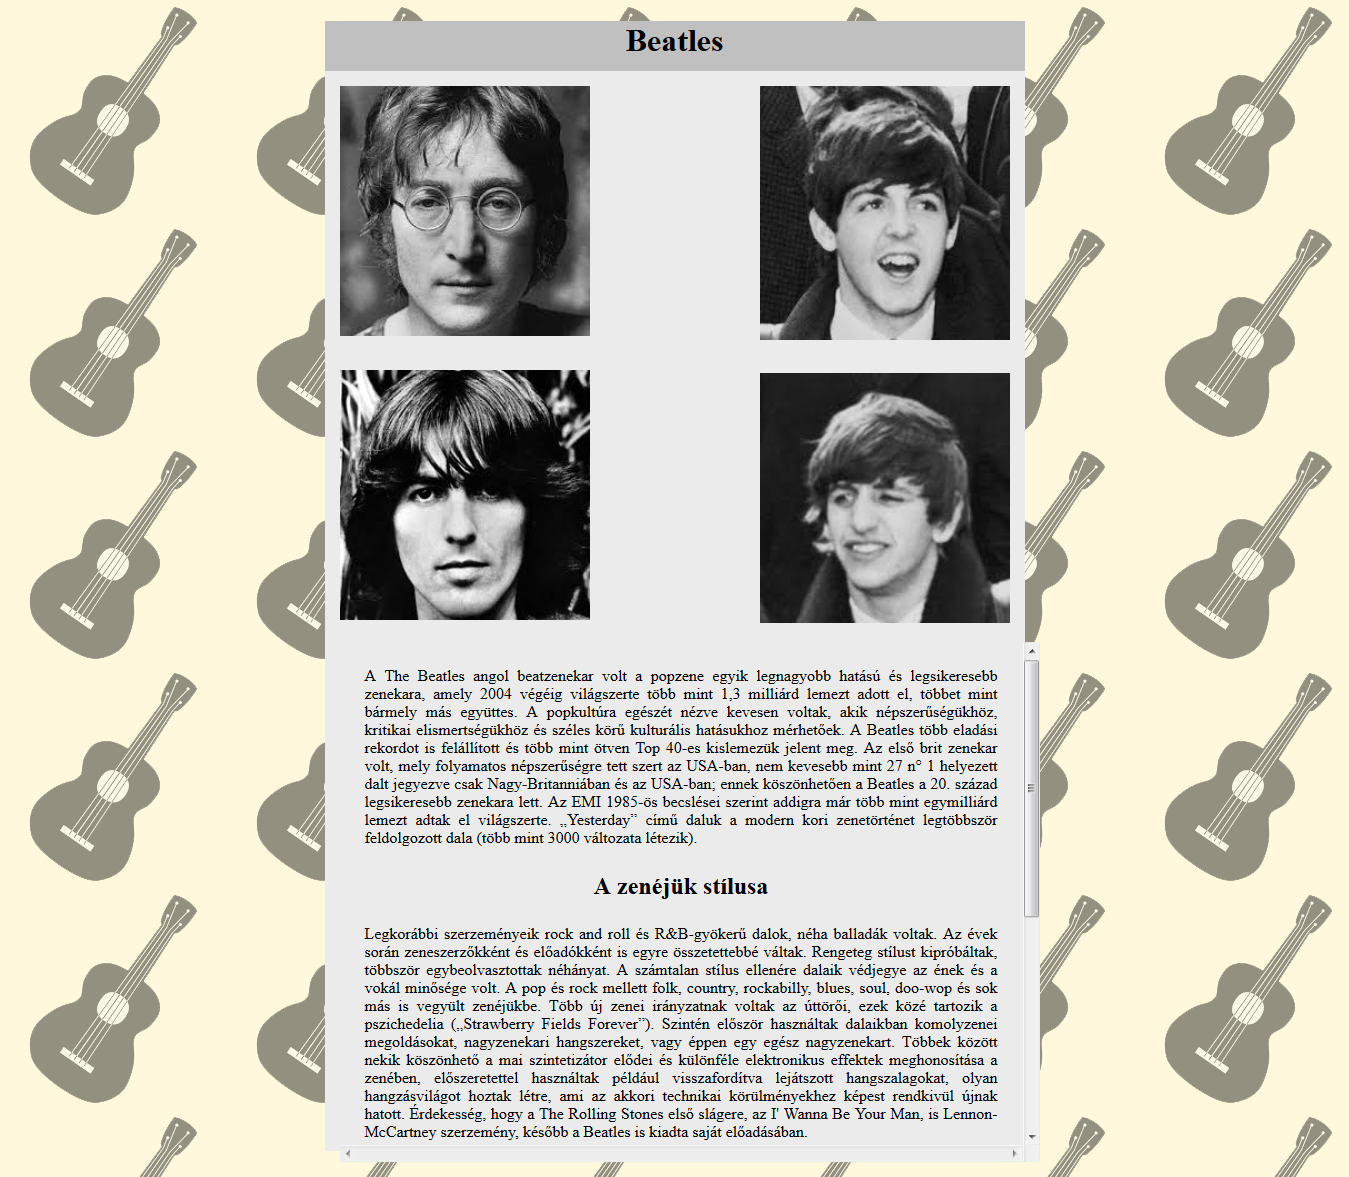 Beatles
A The Beatles angol beatzenekar volt a popzene egyik legnagyobb hatású és legsikeresebb
zenekara, amely 2004 végéig világszerte több mint 1,3 milliárd lemezt adott el, többet mint
bármely más együttes. A popkultúra egészét nézve kevesen voltak, akik népszerűségükhöz,
kritikai elismertségükhöz és széles körű kulturális hatásukhoz mérhetőek. A Beatles több eladási
rekordot is felállított és több mint ötven Top 40-es kislemezük jelent meg. Az első brit zenekar
volt, mely folyamatos népszerűségre tett szert az USA-ban, nem kevesebb mint 27 n° 1 helyezett
dalt jegyezve csak Nagy-Britanniában és az USA-ban; ennek köszönhetően a Beatles a 20. század
legsikeresebb zenekara lett. Az EMI 1985-ös becslései szerint addigra már több mint egymilliárd
lemezt adtak el világszerte. „Yesterday” című daluk a modern kori zenetörténet legtöbbször
feldolgozott dala (több mint 3000 változata létezik).
A zenéjük stílusa
Legkorábbi szerzeményeik rock and roll és R&B-gyökerű dalok, néha balladák voltak. Az évek
során zeneszerzőkként és előadókként is egyre összetettebbé váltak. Rengeteg stílust kipróbáltak,
többször egybeolvasztottak néhányat. A számtalan stílus ellenére dalaik védjegye az ének és a
vokál minősége volt. A pop és rock mellett folk, country, rockabilly, blues, soul, doo-wop és sok
más is vegyült zenéjükbe. Több új zenei irányzatnak voltak az úttörői, ezek közé tartozik a
pszichedelia („Strawberry Fields Forever”). Szintén először használtak dalaikban komolyzenei
megoldásokat, nagyzenekari hangszereket, vagy éppen egy egész nagyzenekart. Többek között
nekik köszönhető a mai szintetizátor elődei és különféle elektronikus effektek meghonosítása a
zenében, előszeretettel használtak például visszafordítva lejátszott hangszalagokat, olyan
hangzásvilágot hoztak létre, ami az akkori technikai körülményekhez képest rendkivül újnak
hatott. Érdekesség, hogy a The Rolling Stones első slágere, az I' Wanna Be Your Man, is Lennon-
McCartney szerzemény, később a Beatles is kiadta saját előadásában.